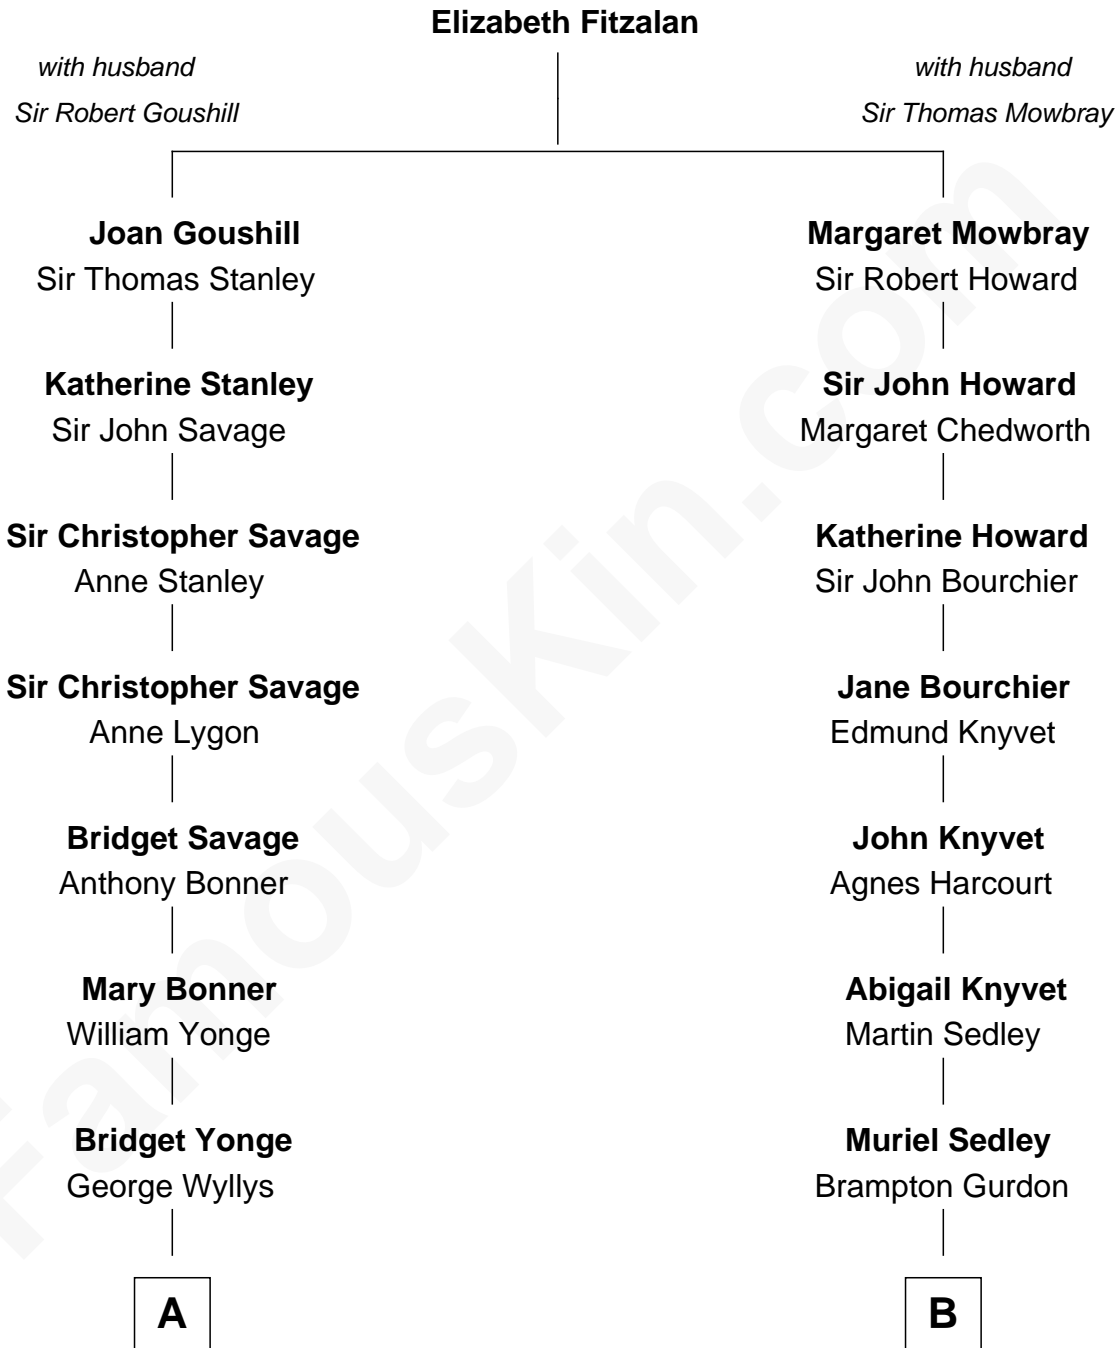 Elizabeth Fitzalan
with husband
Sir Robert Goushill
with husband
Sir Thomas Mowbray
Joan Goushill
Sir Thomas Stanley
Margaret Mowbray
Sir Robert Howard
Katherine Stanley
Sir John Savage
Sir John Howard
Margaret Chedworth
Sir Christopher Savage
Anne Stanley
Katherine Howard
Sir John Bourchier
Sir Christopher Savage
Anne Lygon
Jane Bourchier
Edmund Knyvet
Bridget Savage
Anthony Bonner
John Knyvet
Agnes Harcourt
Mary Bonner
William Yonge
Abigail Knyvet
Martin Sedley
Bridget Yonge
George Wyllys
Muriel Sedley
Brampton Gurdon
A
B
FamousKin.com